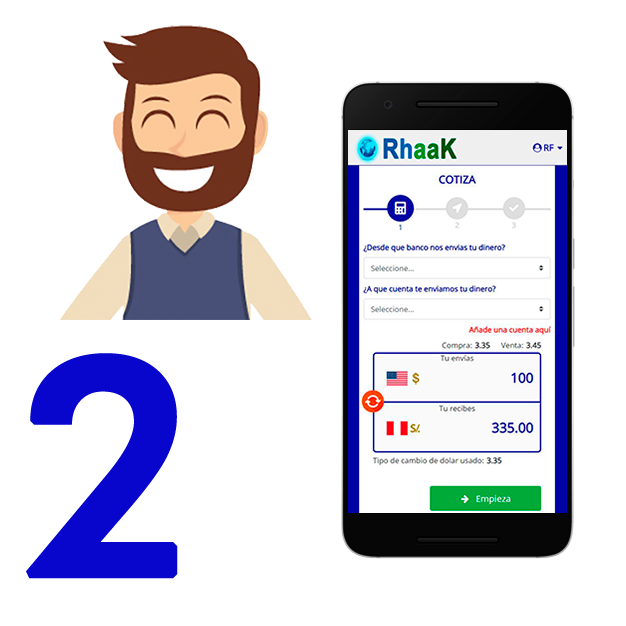 2
RhaaK
RF
COTIZA
1
2
3
¿Desde que banco nos envias tu dinero?
Seleccione...
¿A que cuenta te enviamos tu dinero?
Seleccione...
Añade una cuenta aquí
Compra: 3.35 Venta: 3.45
Tu envías
$ 100
Tu recibes
S/. 335.00
Tipo de cambio de dolar usado: 3.35
Empieza